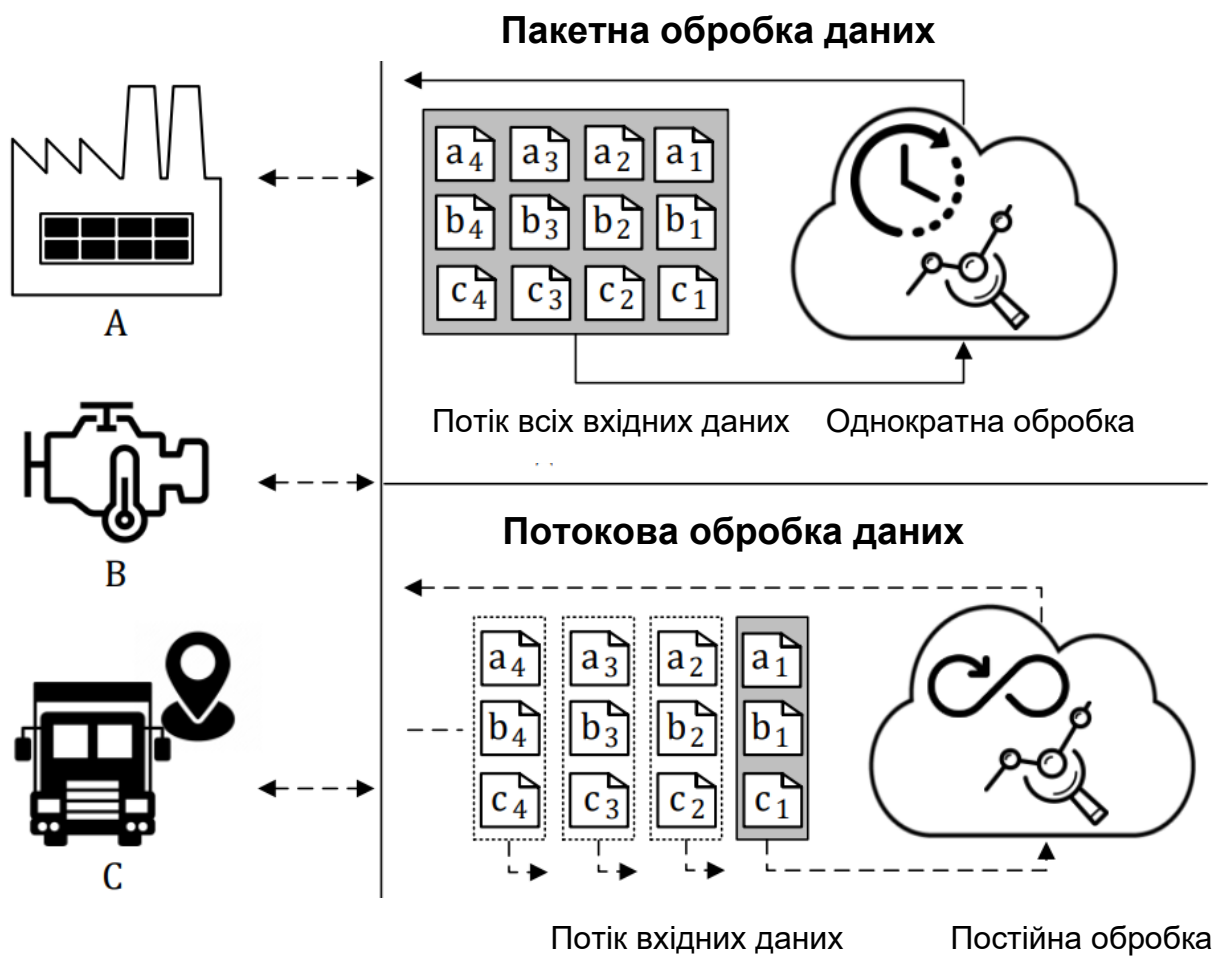 Пакетна обробка даних
a4 a3 a2 a1
b4 b3 b2 b1
c4 c3 c2 c1
A
Потік всіх вхідних даних Однократна обробка
B
Потокова обробка даних
a4 a3 a2 a1
b4 b3 b2 b1
c4 c3 c2 c1
C
Потік вхідних даних Постійна обробка